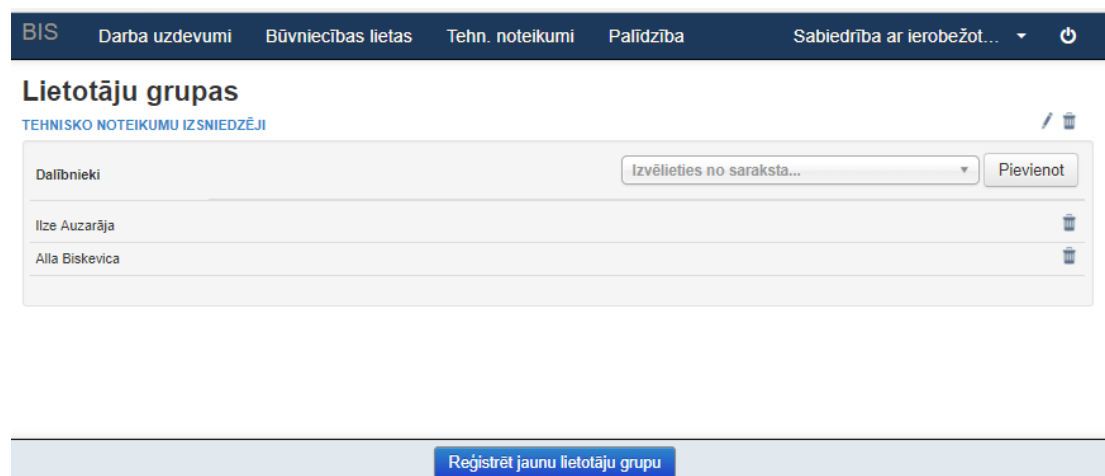 BIS Darba uzdevumi Būvniecības lietas Tehn. noteikumi Palīdzība Sabiedrība ar ierobežot...
Lietotāju grupas
TEHNISKO NOTEIKUMU IZSNIEDZĒJI
Dalībnieki Izvēlieties no saraksta... Pievienot
Ilze Auzarāja
Alla Biskevica
Reģistrēt jaunu lietotāju grupu